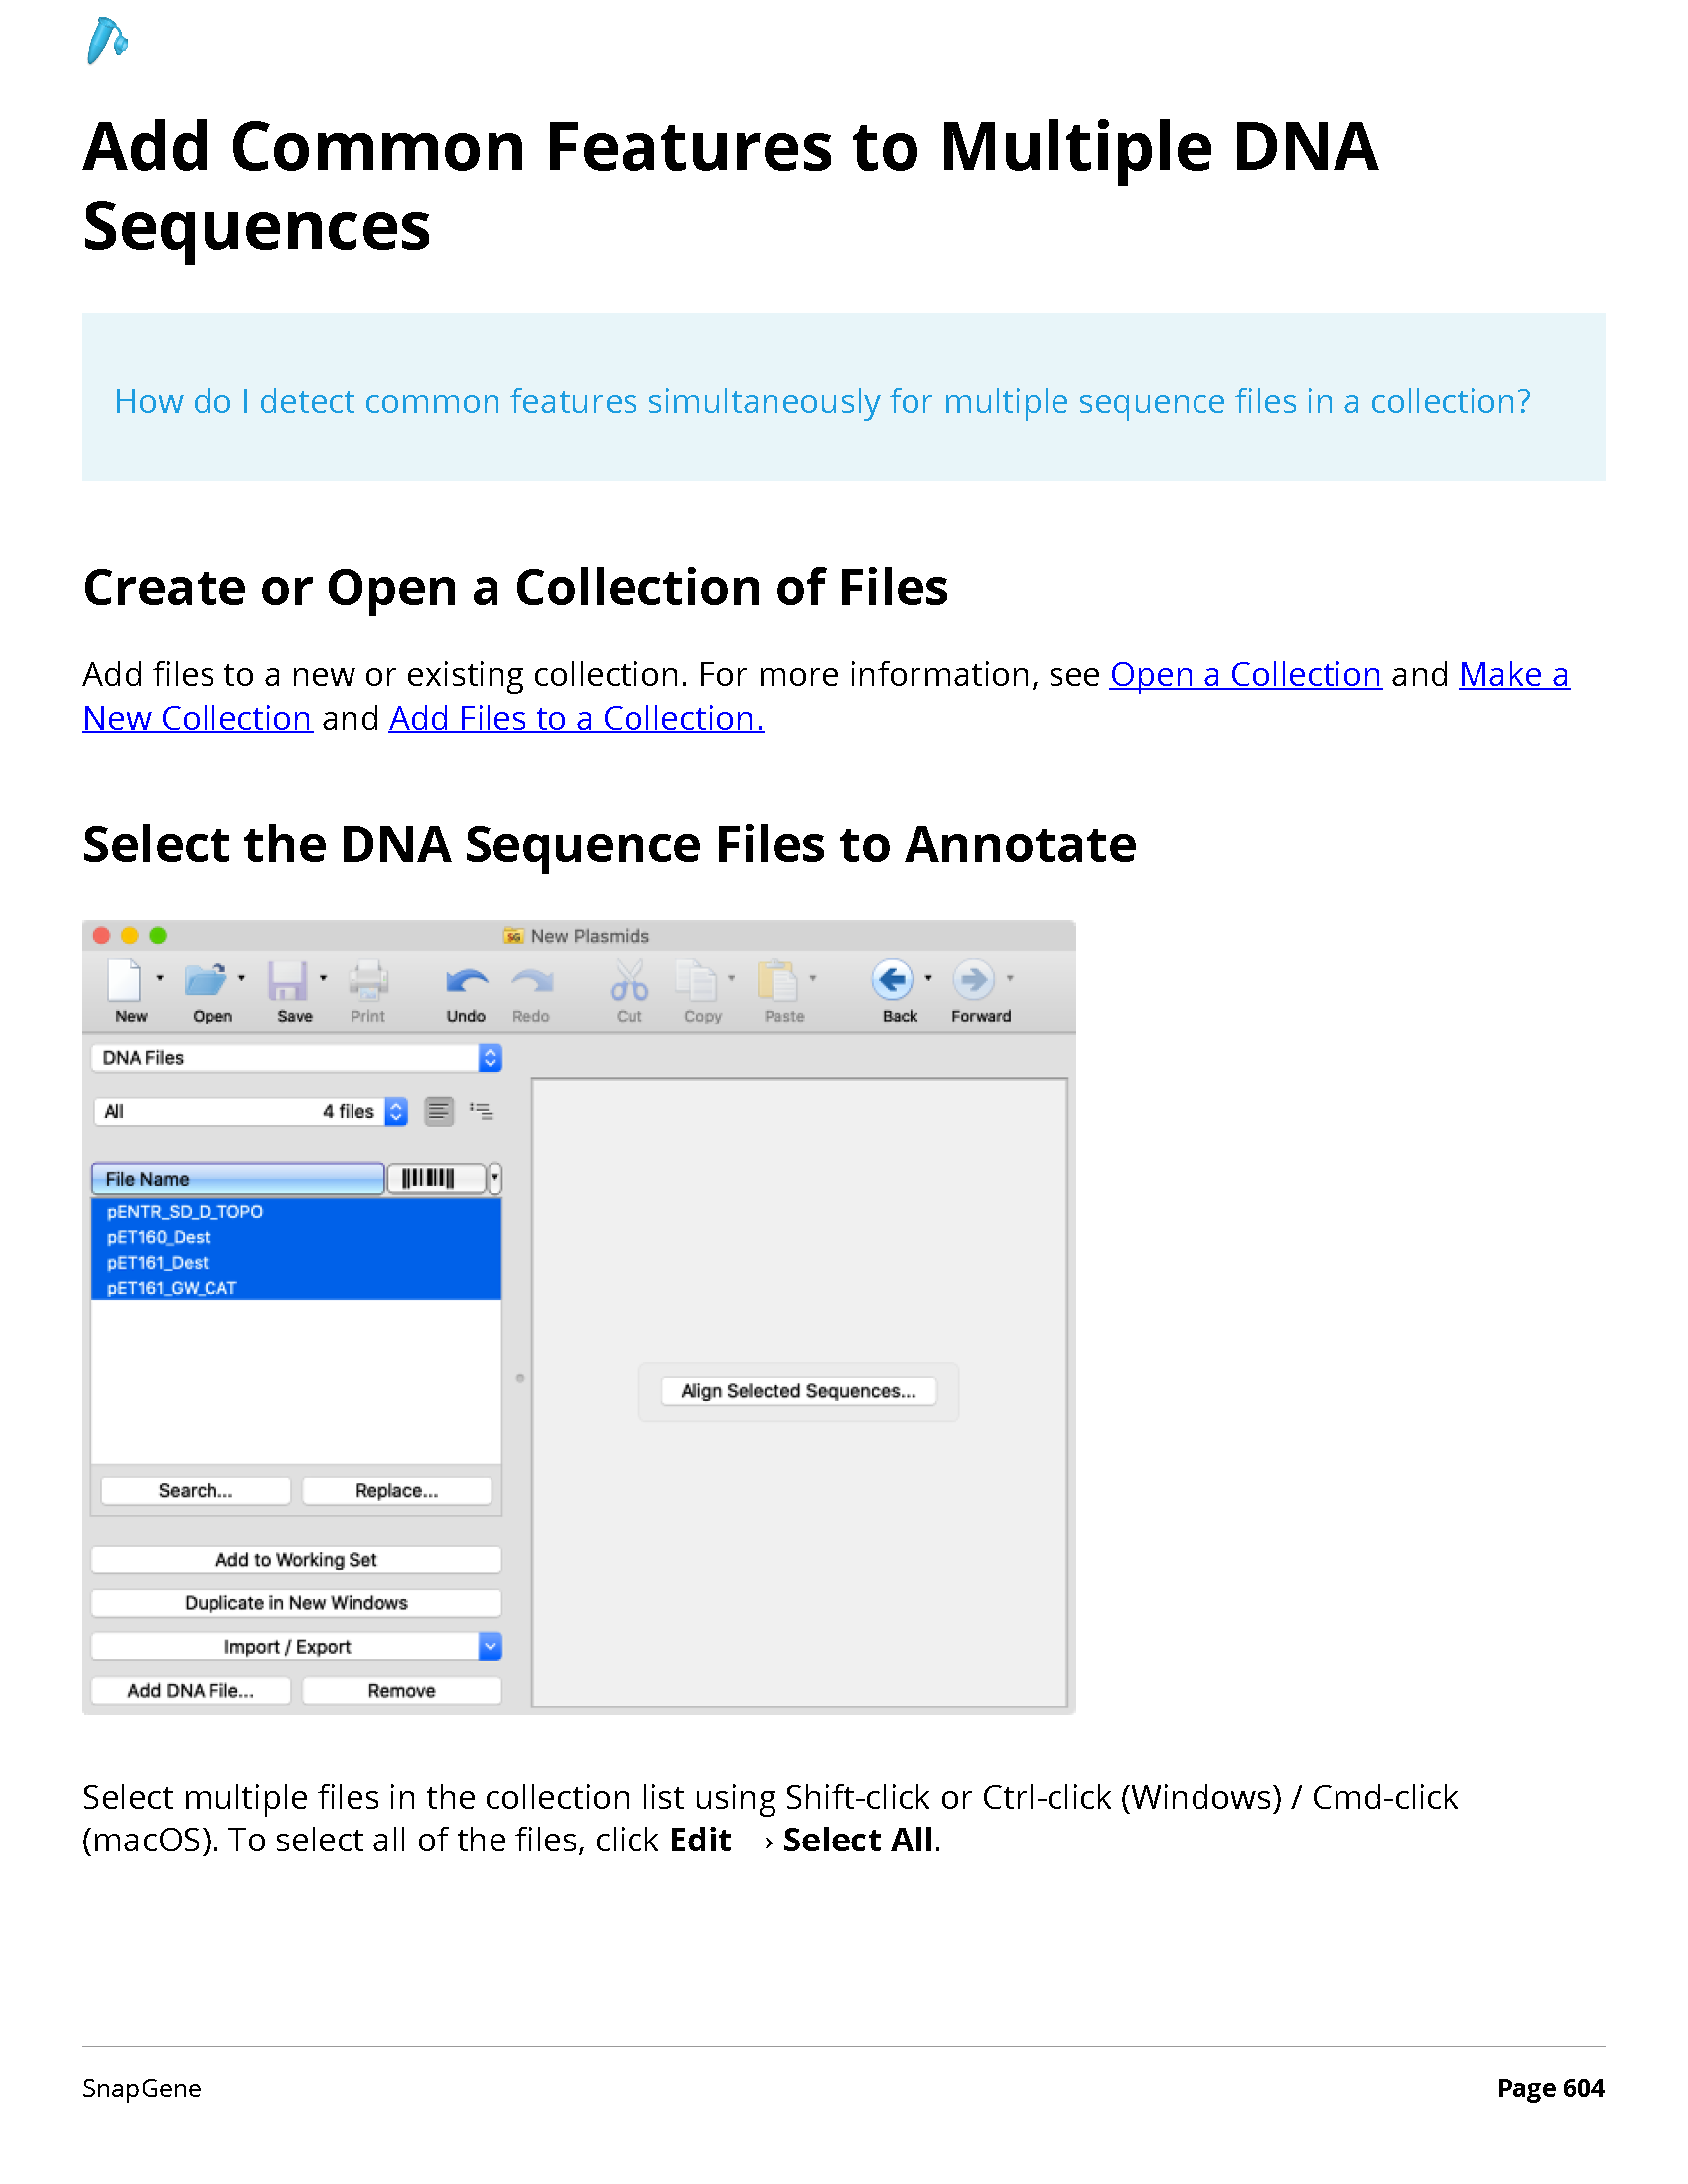 Add Common Features to Multiple DNA
Sequences
How do I detect common features simultaneously for multiple sequence files in a collection?
Create or Open a Collection of Files
Add files to a new or existing collection. For more information, see Open a Collection and Make a
New Collection and Add Files to a Collection.
Select the DNA Sequence Files to Annotate
SG New Plasmids
New Open Save Print Undo Redo Cut Copy Paste Back Forward
DNA Files
All 4 files
File Name
pENTR_SD_D_TOPO
pET160_Dest
pET161_Dest
pET161_GW_CAT
Align Selected Sequences...
Search... Replace...
Add to Working Set
Duplicate in New Windows
Import / Export
Add DNA File... Remove
Select multiple files in the collection list using Shift-click or Ctrl-click (Windows) / Cmd-click
(macOS). To select all of the files, click Edit → Select All.
SnapGene Page 604